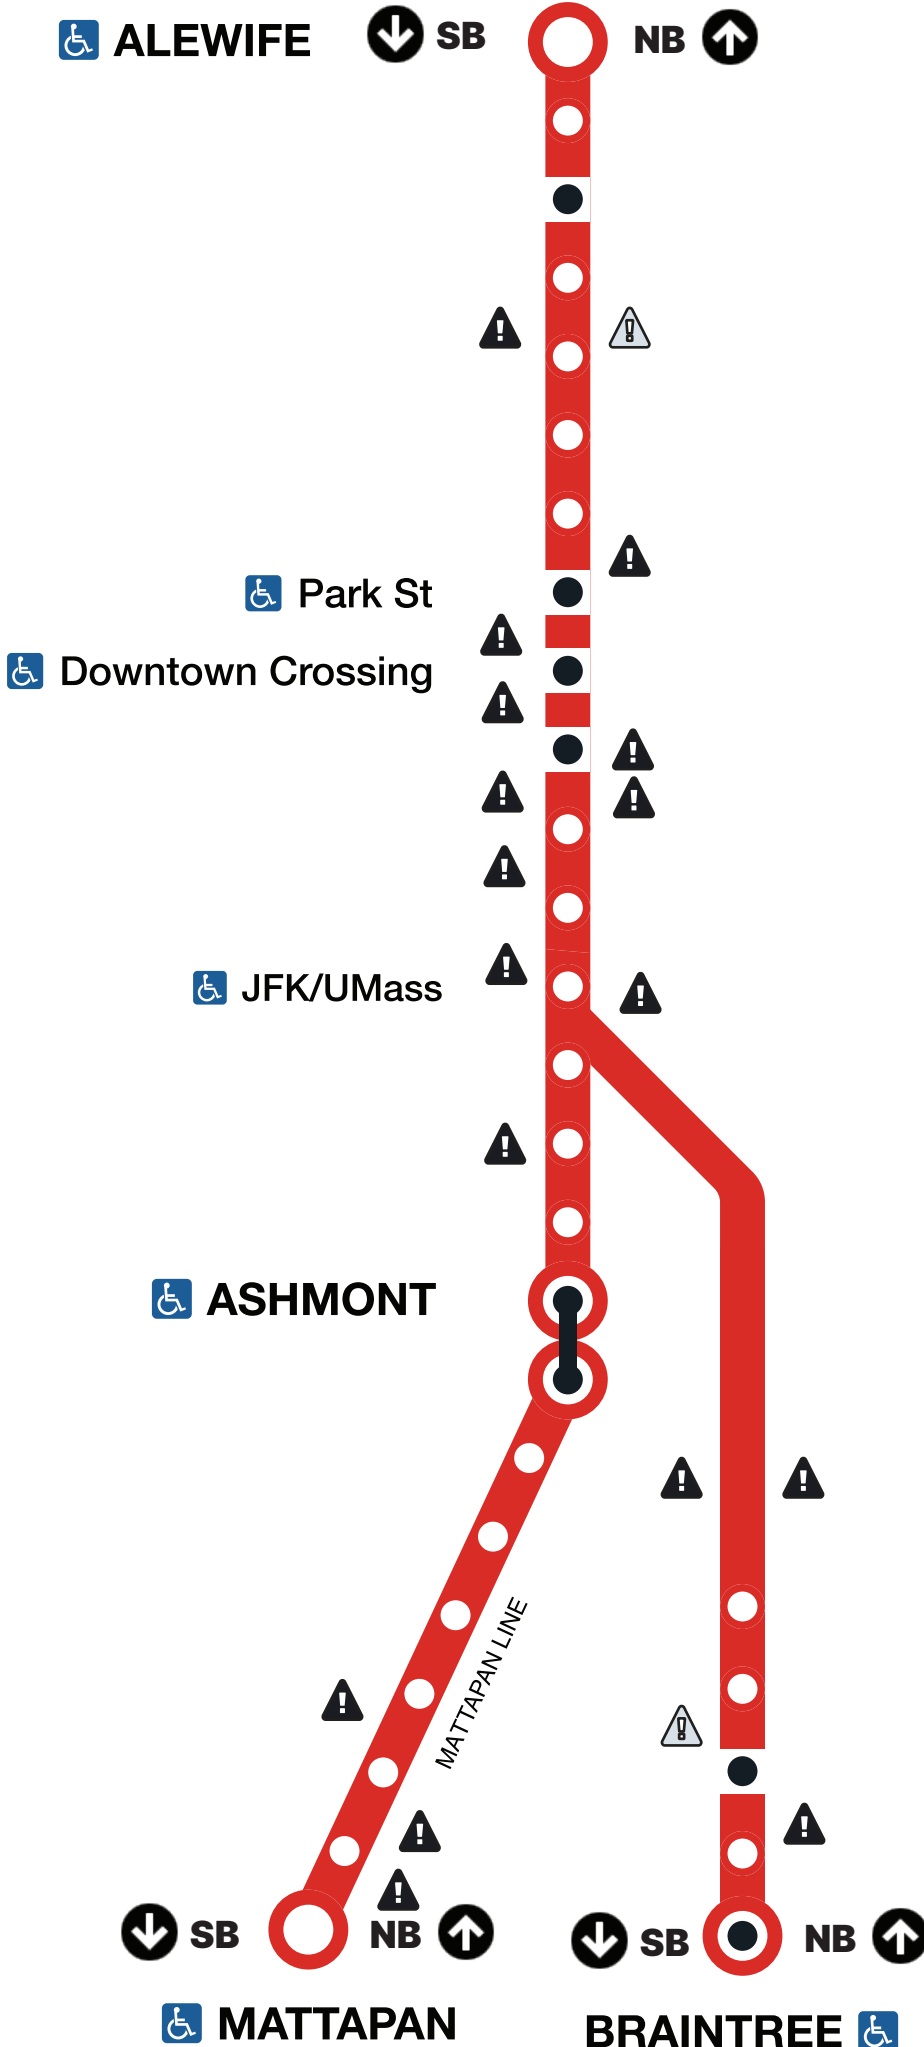 ALEWIFE
SB
NB
Park St
Downtown Crossing
JFK/UMass
ASHMONT
MATTAPAN LINE
SB
NB
MATTAPAN
SB
NB
BRAINTREE